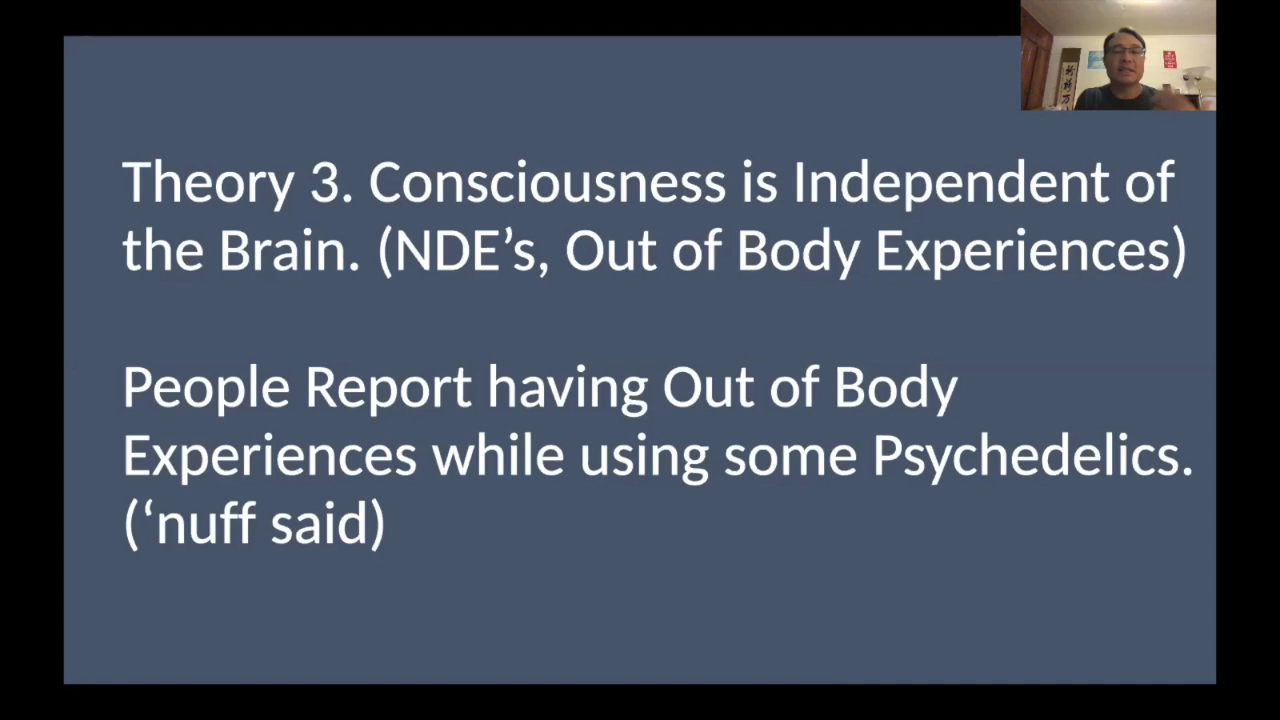 Theory 3. Consciousness is Independent of
the Brain. (NDE’s, Out of Body Experiences)
People Report having Out of Body
Experiences while using some Psychedelics.
(‘nuff said)